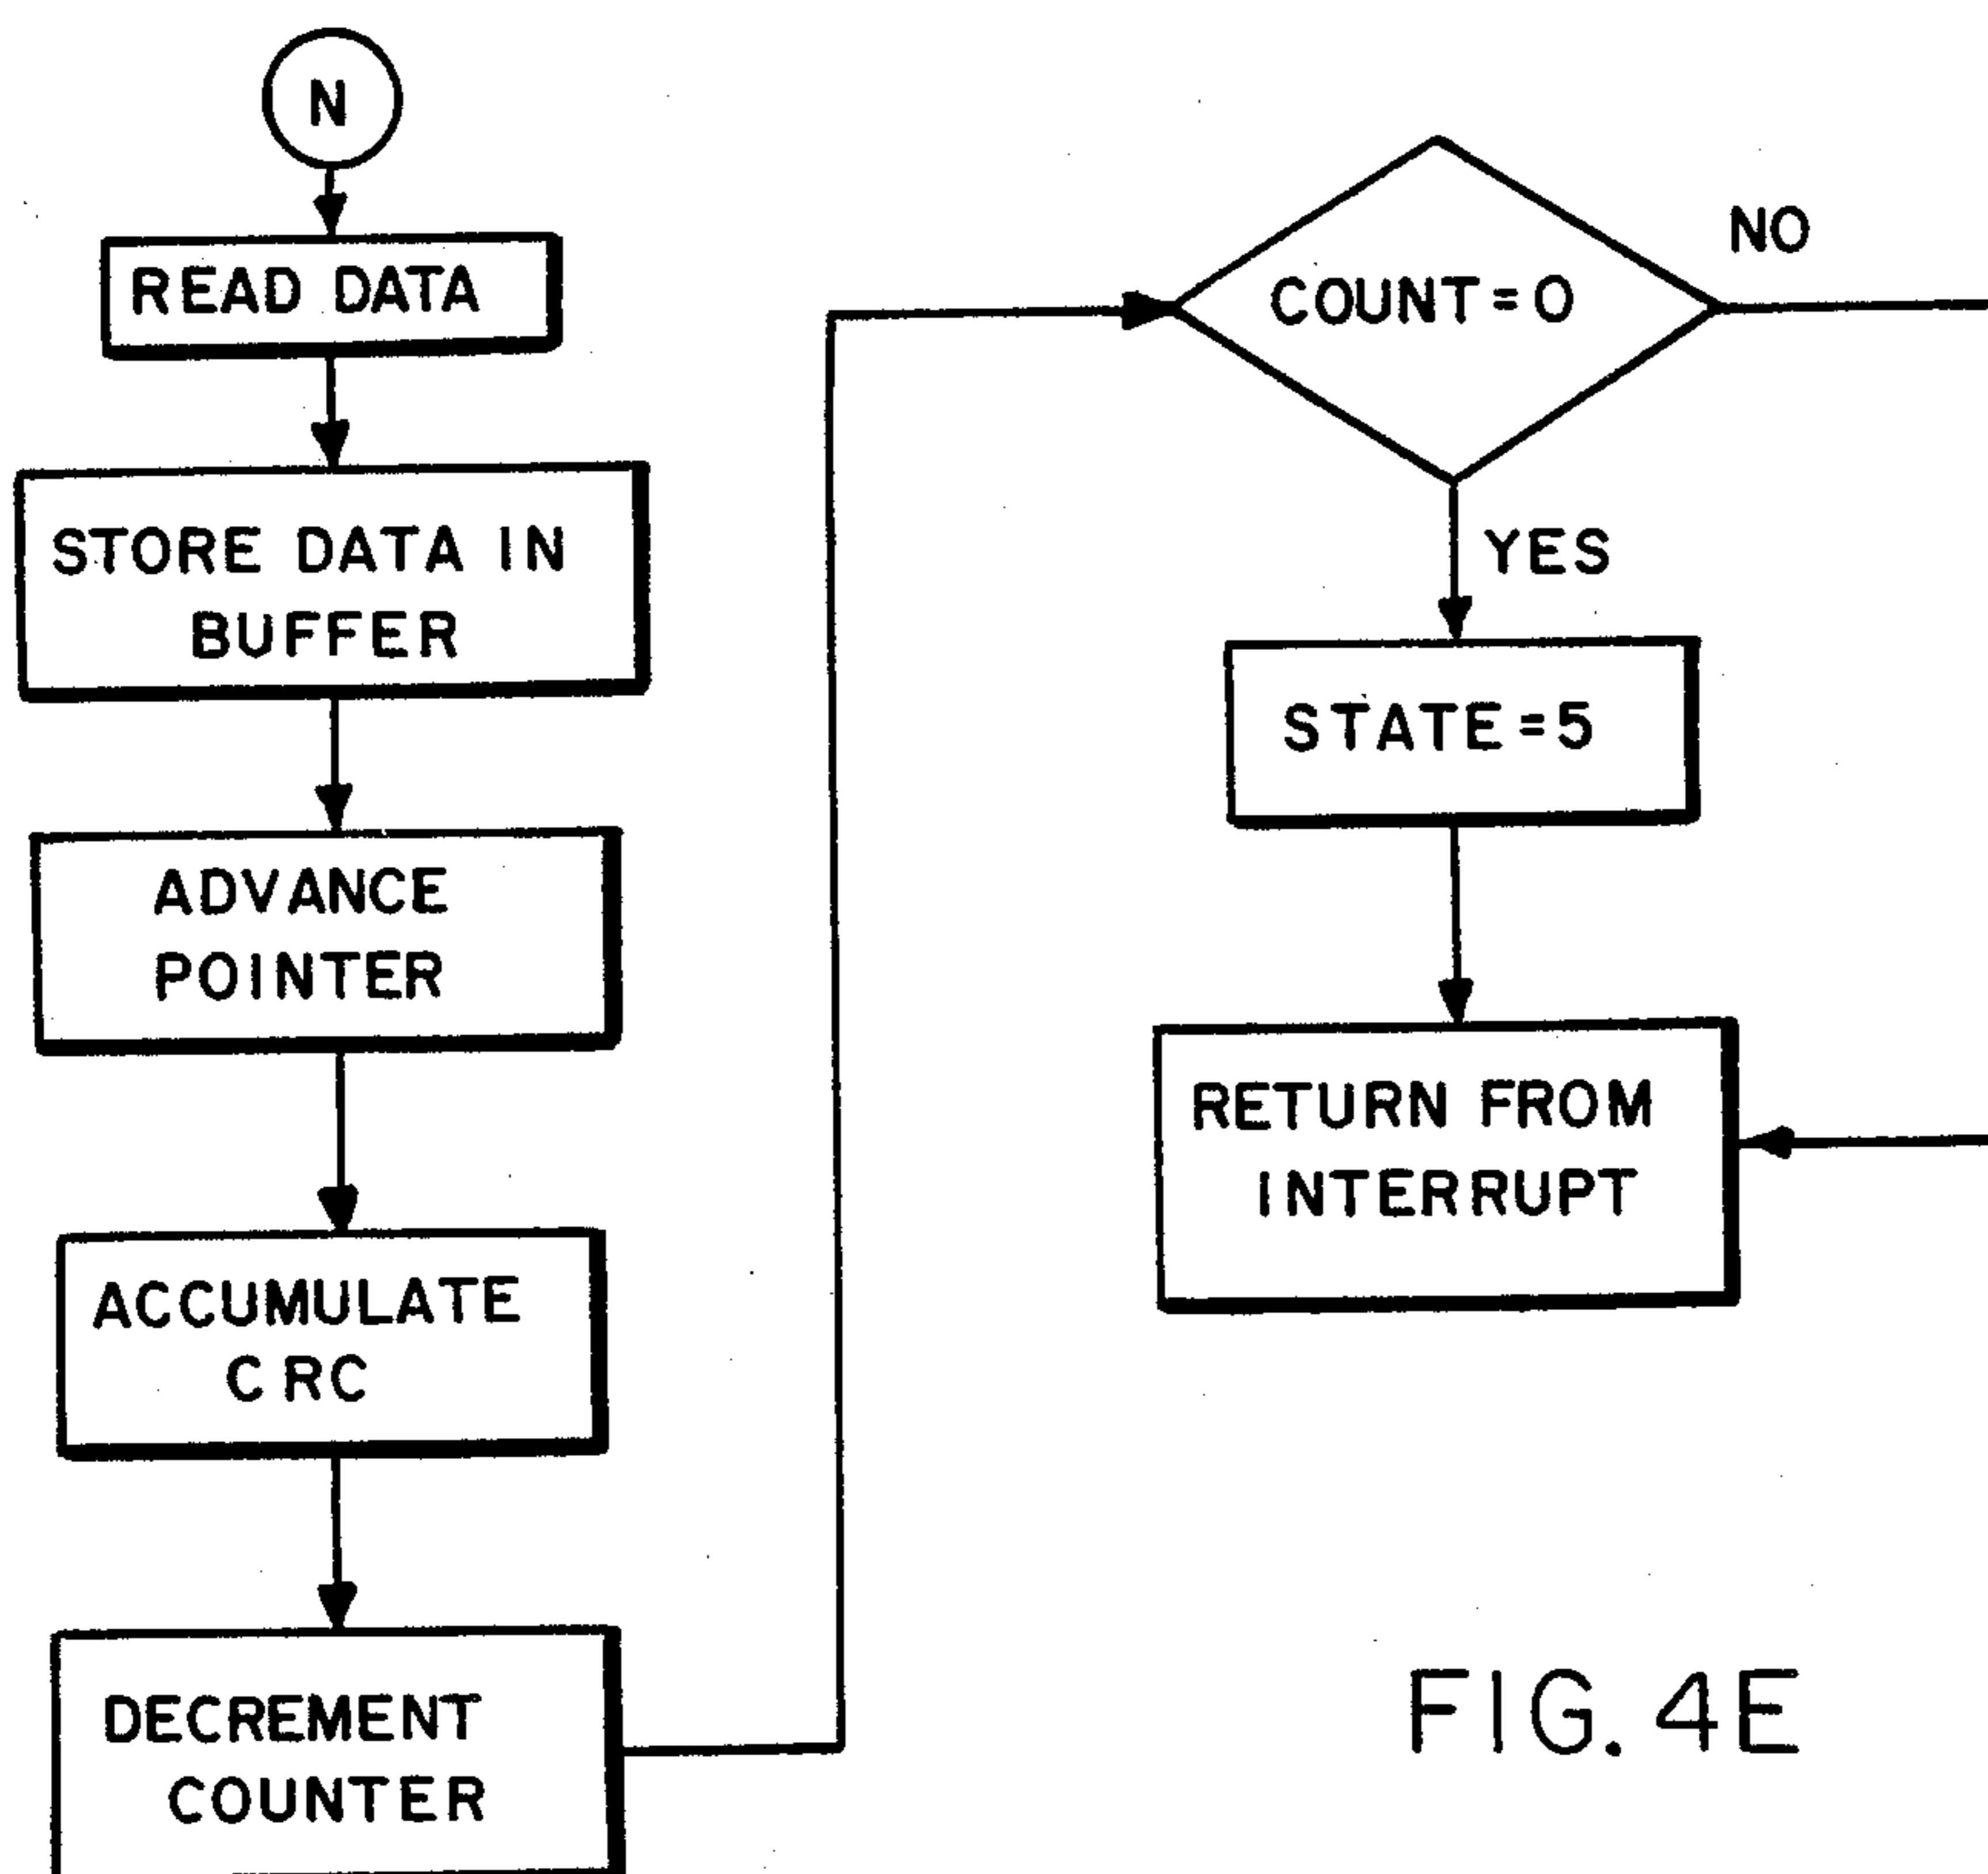 N
READ DATA
STORE DATA IN
BUFFER
ADVANCE
POINTER
ACCUMULATE
CRC
DECREMENT
COUNTER
COUNT=0
NO
YES
STATE=5
RETURN FROM
INTERRUPT
FIG. 4E